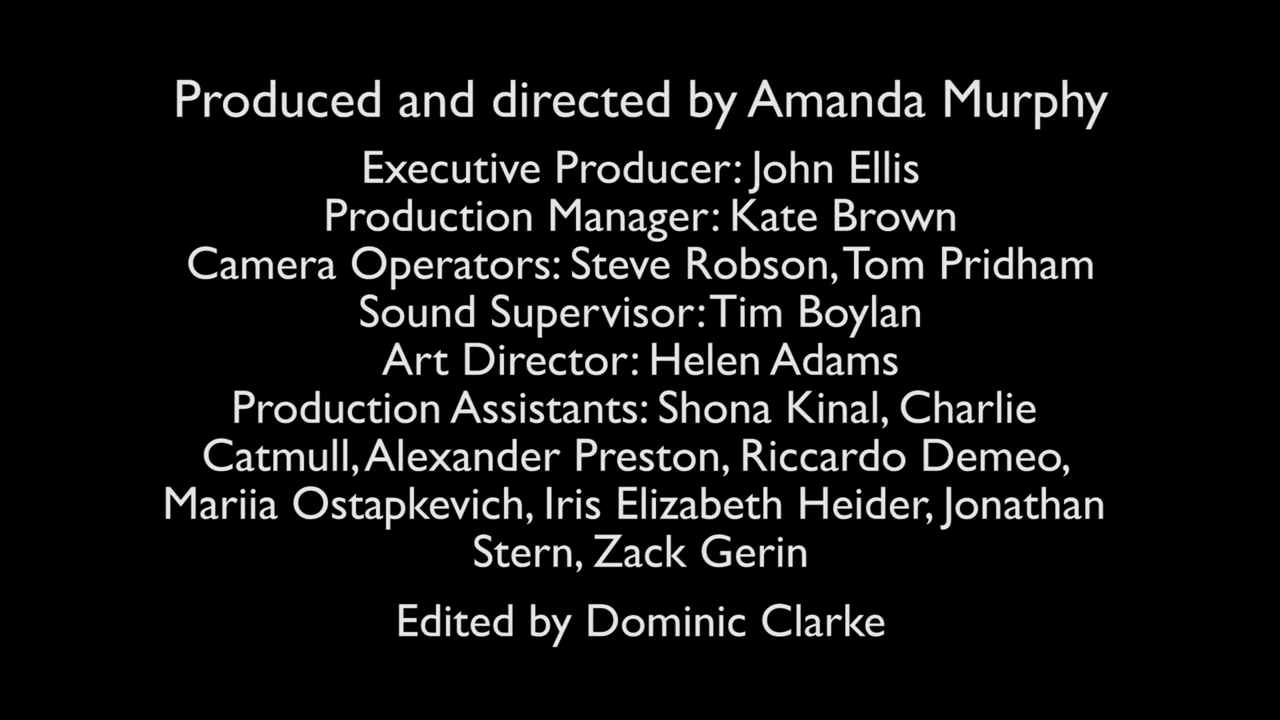 Produced and directed by Amanda Murphy
Executive Producer: John Ellis
Production Manager: Kate Brown
Camera Operators: Steve Robson, Tom Pridham
Sound Supervisor: Tim Boylan
Art Director: Helen Adams
Production Assistants: Shona Kinal, Charlie
Catmull, Alexander Preston, Riccardo Demeo,
Mariia Ostapkevich, Iris Elizabeth Heider, Jonathan
Stern, Zack Gerin
Edited by Dominic Clarke